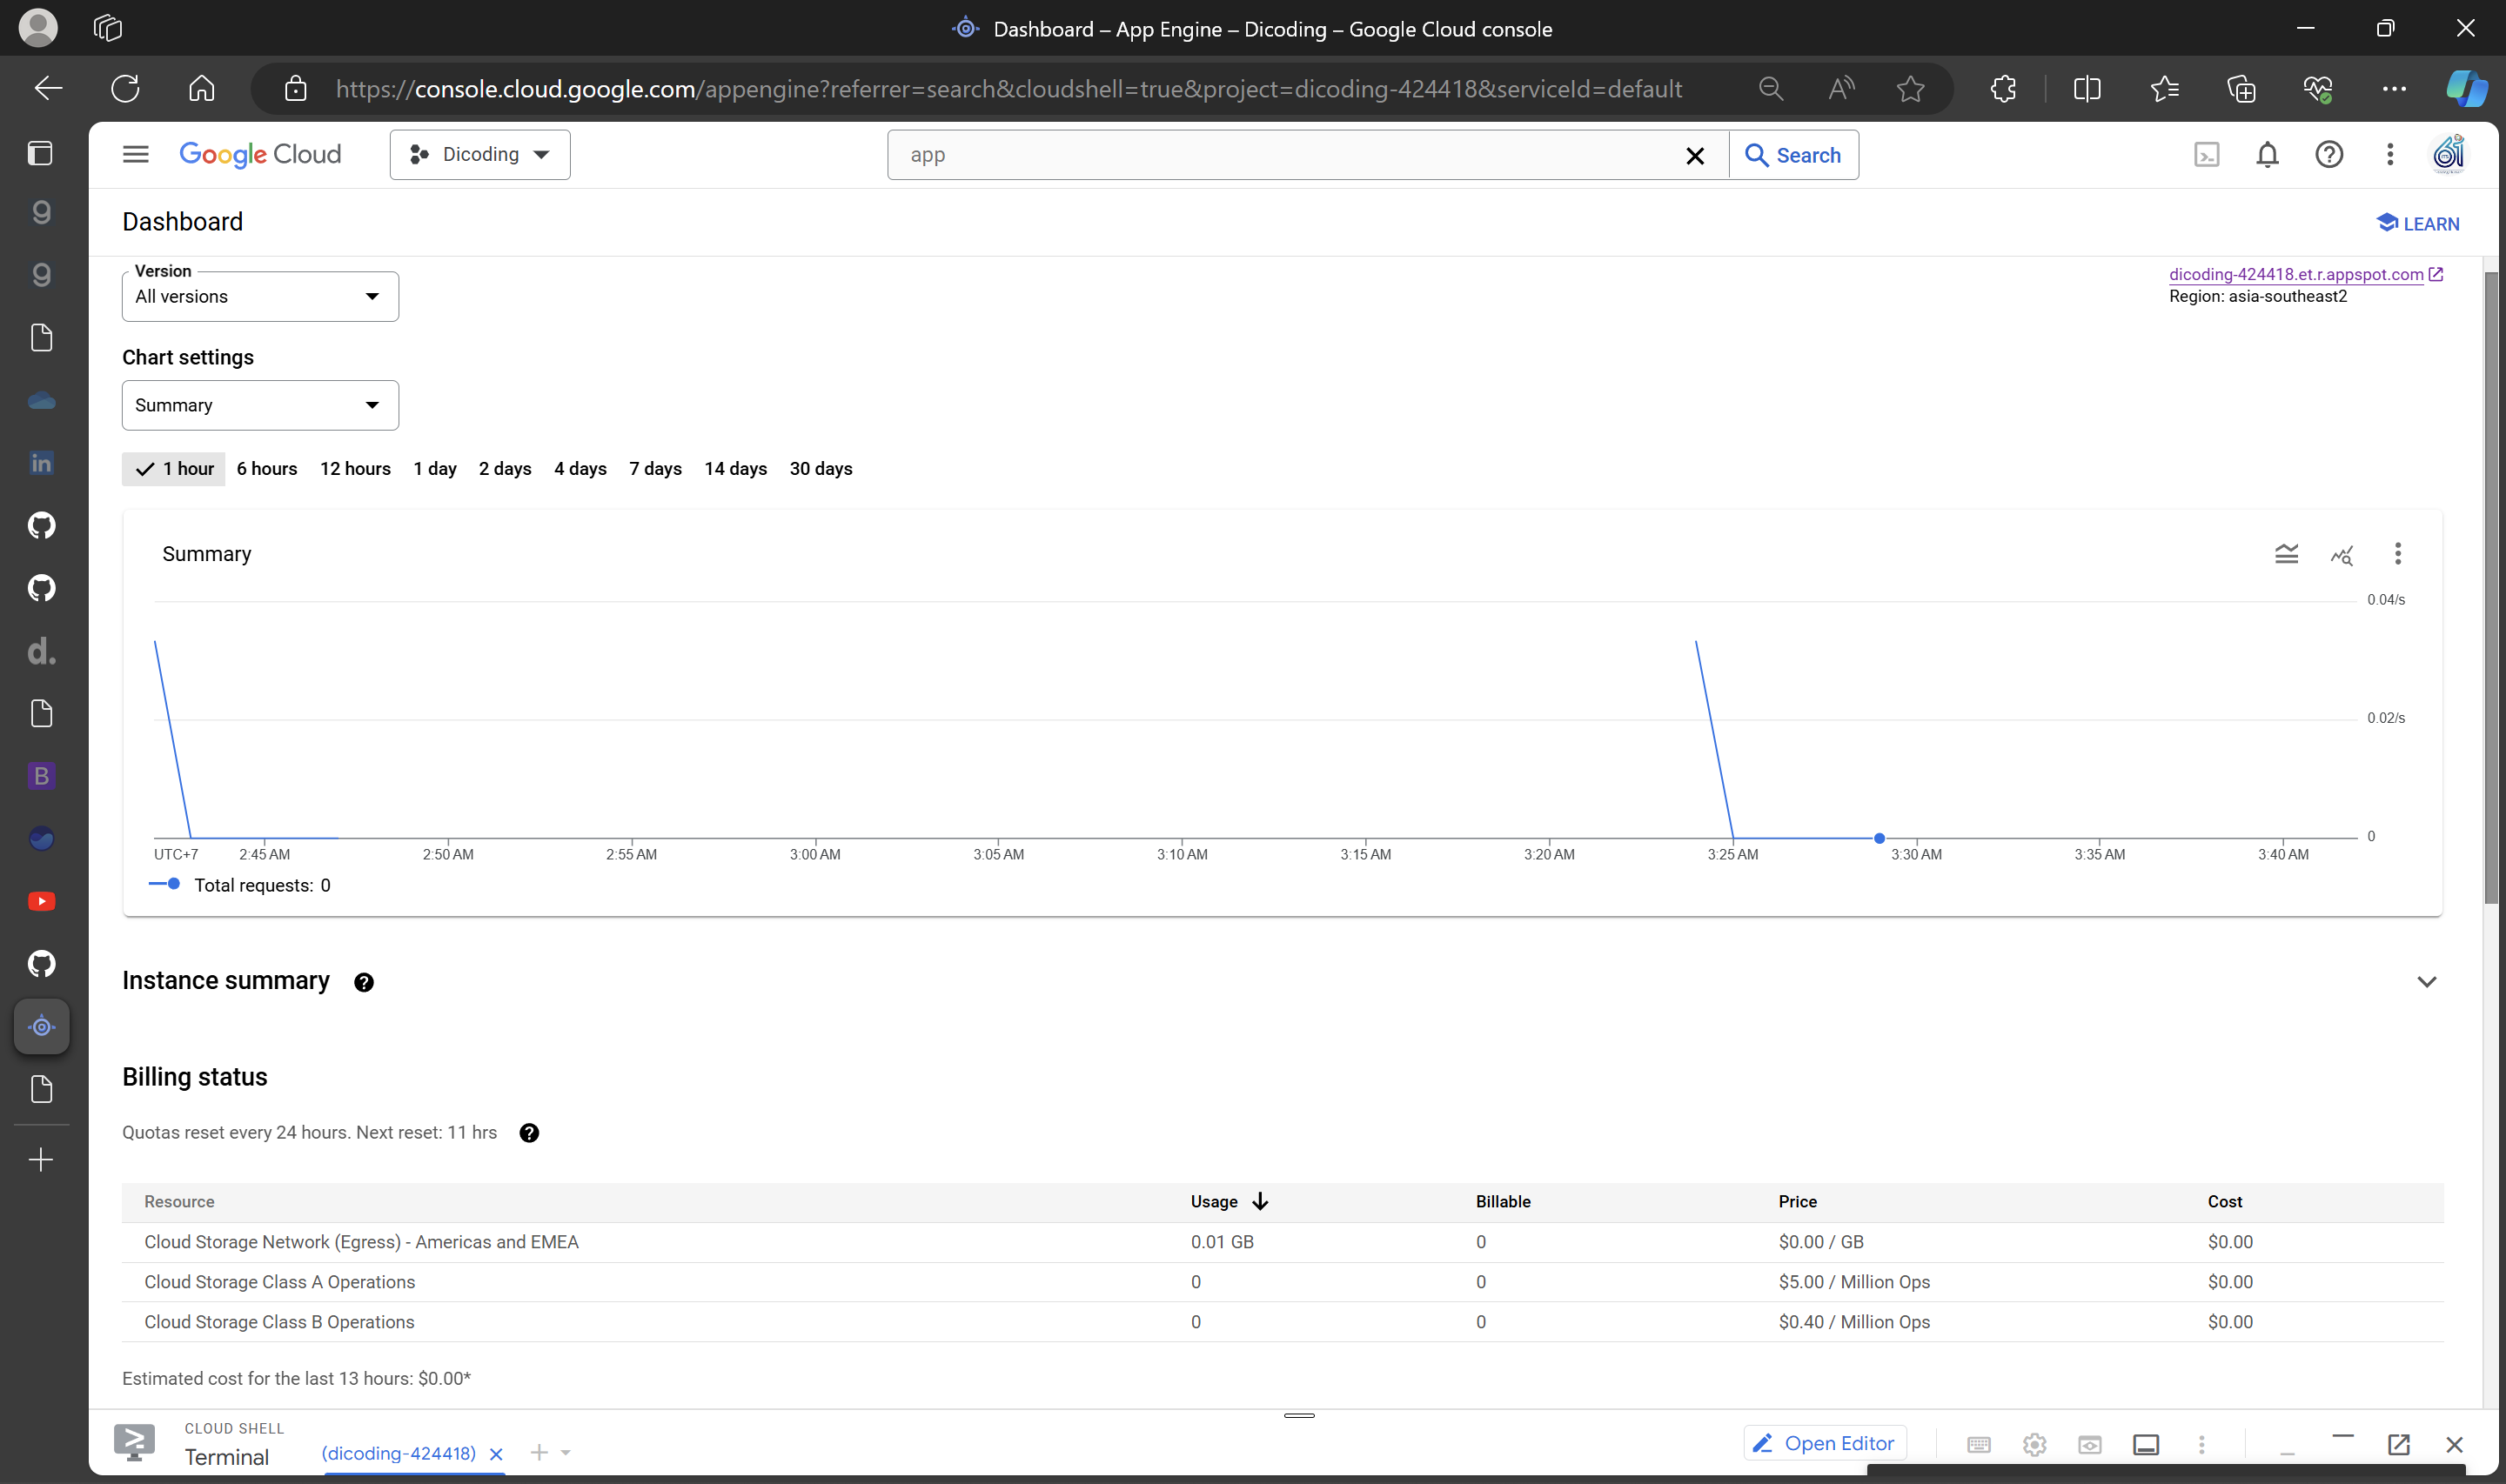 Dashboard – App Engine – Dicoding – Google Cloud console
https://console.cloud.google.com/appengine?referrer=search&cloudshell=true&project=dicoding-424418&serviceId=default
Google Cloud
Dicoding
app
Search
Dashboard
LEARN
Version
All versions
dicoding-424418.et.r.appspot.com
Region: asia-southeast2
Chart settings
Summary
1 hour 6 hours 12 hours 1 day 2 days 4 days 7 days 14 days 30 days
Summary
0.04/s
0.02/s
0
UTC+7 2:45 AM 2:50 AM 2:55 AM 3:00 AM 3:05 AM 3:10 AM 3:15 AM 3:20 AM 3:25 AM 3:30 AM 3:35 AM 3:40 AM
Total requests: 0
Instance summary
Billing status
Quotas reset every 24 hours. Next reset: 11 hrs
Resource Usage Billable Price Cost
Cloud Storage Network (Egress) - Americas and EMEA 0.01 GB 0 $0.00 / GB $0.00
Cloud Storage Class A Operations 0 0 $5.00 / Million Ops $0.00
Cloud Storage Class B Operations 0 0 $0.40 / Million Ops $0.00
Estimated cost for the last 13 hours: $0.00*
CLOUD SHELL
Terminal
(dicoding-424418)
Open Editor